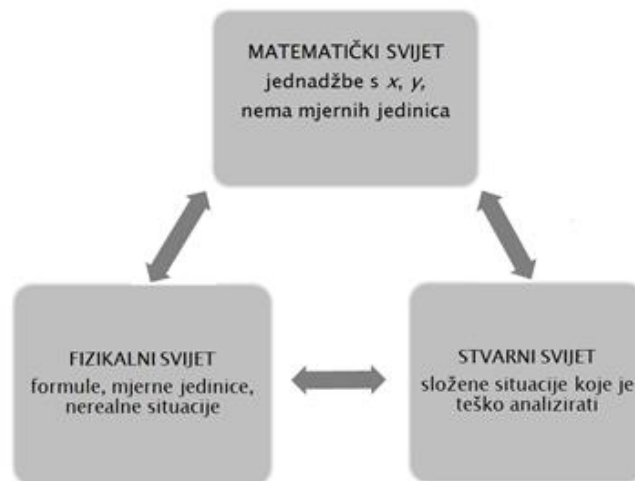 MATEMATIČKI SVIJET
jednadžbe s x, y,
nema mjernih jedinica
FIZIKALNI SVIJET
formule, mjerne jedinice,
nerealne situacije
STVARNI SVIJET
složene situacije koje je
teško analizirati